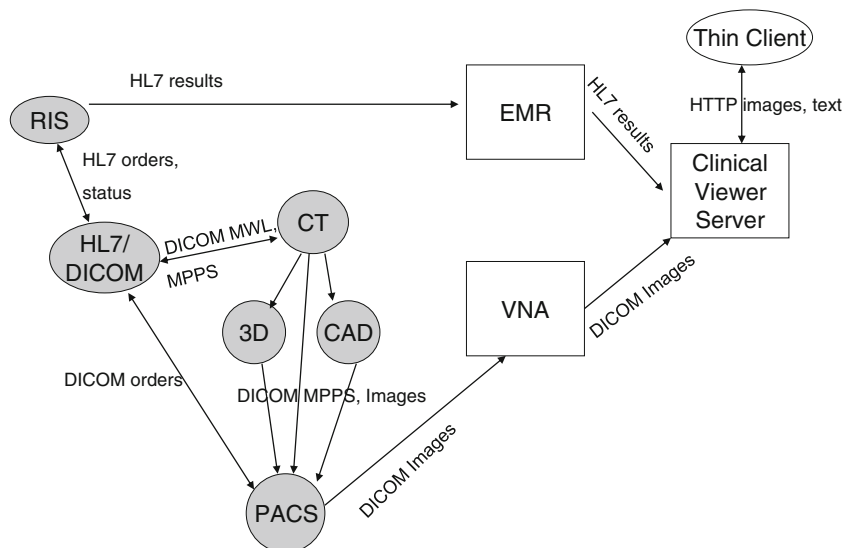 Thin Client
HL7 results
HTTP images, text
RIS
EMR
HL7 results
HL7 orders,
status
Clinical
Viewer
Server
HL7/
DICOM
DICOM MWL,
MPPS
CT
3D
CAD
VNA
DICOM Images
DICOM orders
DICOM MPPS, Images
DICOM Images
PACS